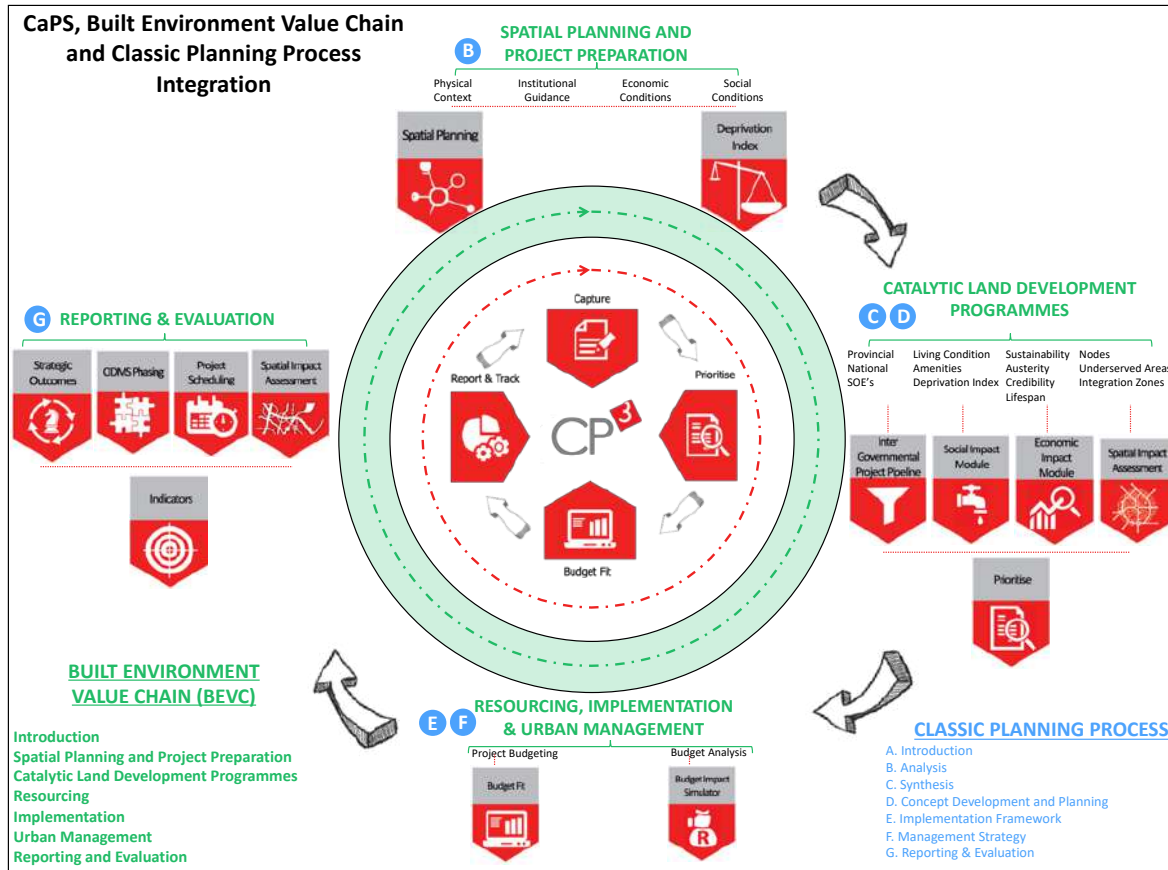 CaPS, Built Environment Value Chain
and Classic Planning Process
Integration
B
SPATIAL PLANNING AND
PROJECT PREPARATION
Physical
Context
Institutional
Guidance
Economic
Conditions
Social
Conditions
Spatial Planning
Deprivation
Index
C D
CATALYTIC LAND DEVELOPMENT
PROGRAMMES
Provincial
National
SOE's
Living Condition
Amenities
Deprivation Index
Sustainability
Austerity
Credibility
Lifespan
Nodes
Underserved Areas
Integration Zones
Inter
Governmental
Project Pipeline
Social Impact
Module
Economic
Impact
Module
Spatial Impact
Assessment
Prioritise
G REPORTING & EVALUATION
Strategic
Outcomes
CIDMS Phasing
Project
Scheduling
Spatial Impact
Assessment
Indicators
Capture
Prioritise
Report & Track
CP3
Budget Fit
E F
RESOURCING, IMPLEMENTATION
& URBAN MANAGEMENT
Project Budgeting
Budget Analysis
Budget Fit
Budget Impact
Simulator
R
BUILT ENVIRONMENT
VALUE CHAIN (BEVC)
Introduction
Spatial Planning and Project Preparation
Catalytic Land Development Programmes
Resourcing
Implementation
Urban Management
Reporting and Evaluation
CLASSIC PLANNING PROCESS
A. Introduction
B. Analysis
C. Synthesis
D. Concept Development and Planning
E. Implementation Framework
F. Management Strategy
G. Reporting & Evaluation